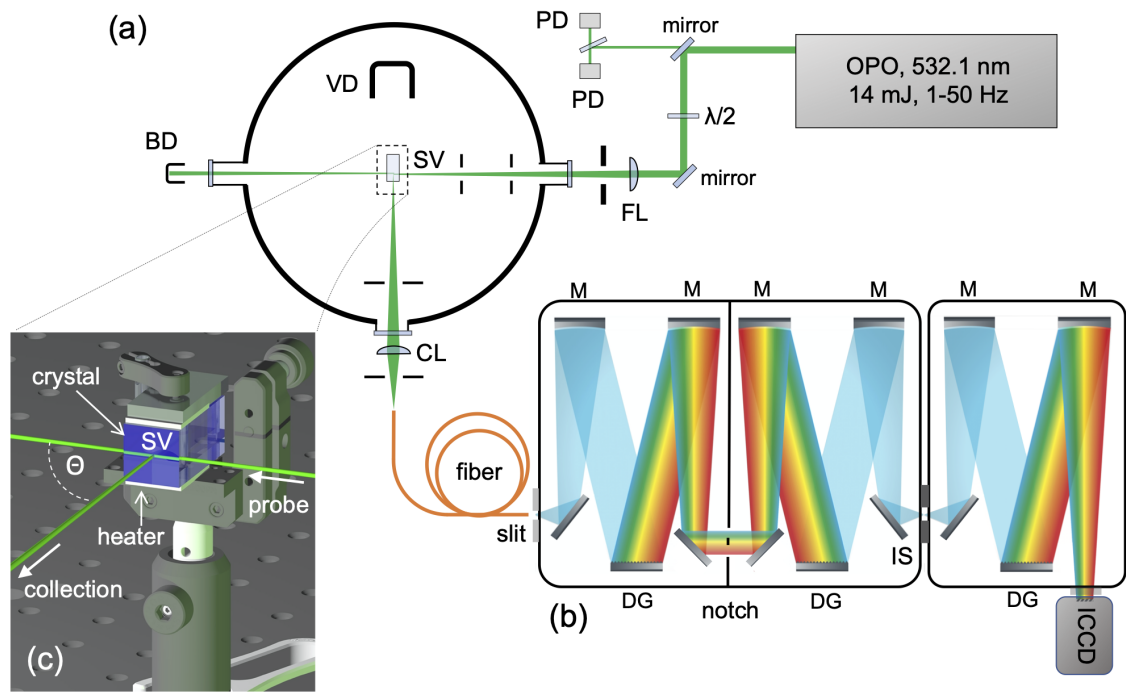 (a)
PD
mirror
OPO, 532.1 nm
14 mJ, 1-50 Hz
PD
VD
λ/2
BD
SV
mirror
FL
CL
M
M
M
M
M
M
crystal
SV
Θ
probe
heater
collection
(c)
fiber
slit
IS
DG
notch
DG
DG
(b)
ICCD